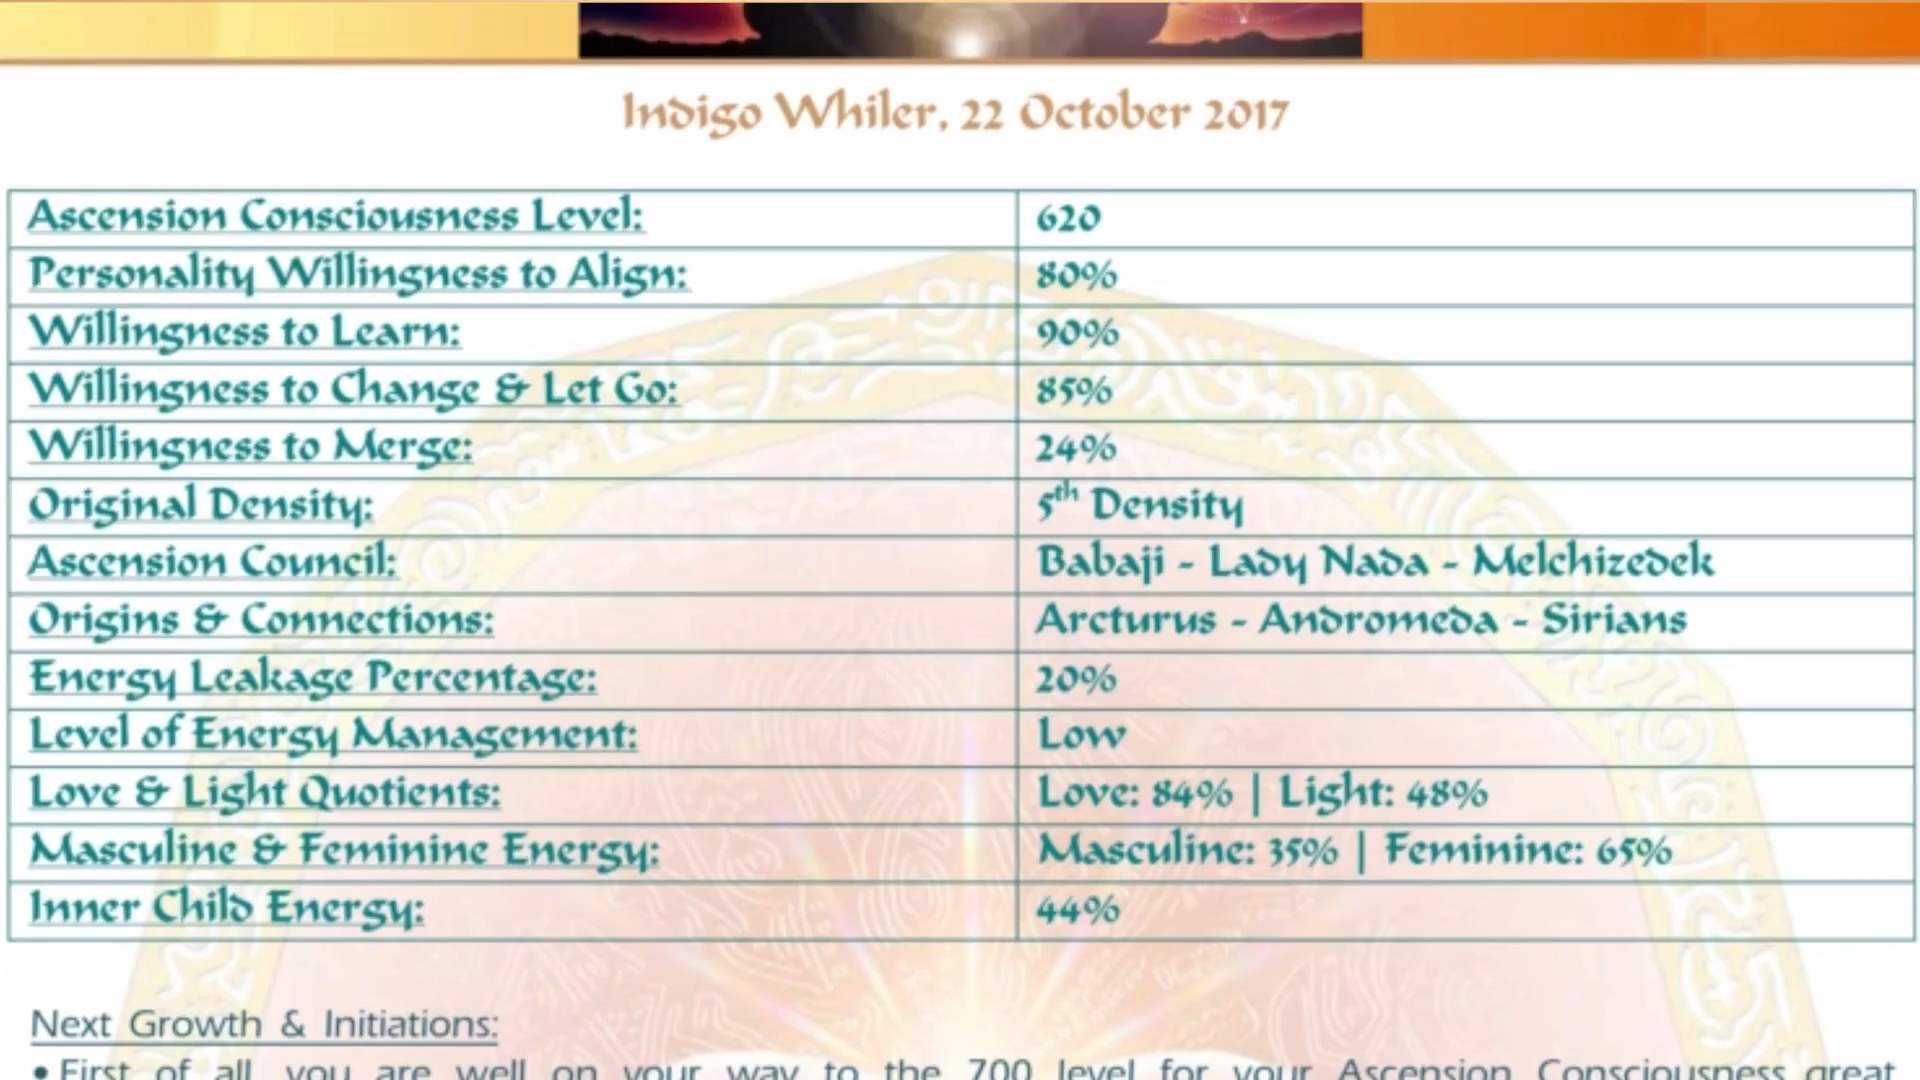 Indigo Whiler, 22 October 2017
Ascension Consciousness Level: 620
Personality Willingness to Align: 80%
Willingness to Learn: 90%
Willingness to Change & Let Go: 85%
Willingness to Merge: 24%
Original Density: 5th Density
Ascension Council: Babaji - Lady Nada - Melchizedek
Origins & Connections: Arcturus - Andromeda - Sirians
Energy Leakage Percentage: 20%
Level of Energy Management: Low
Love & Light Quotients: Love: 84% | Light: 48%
Masculine & Feminine Energy: Masculine: 35% | Feminine: 65%
Inner Child Energy: 44%
Next Growth & Initiations:
• First of all you are well on your way to the 700 level for your Ascension Consciousness great